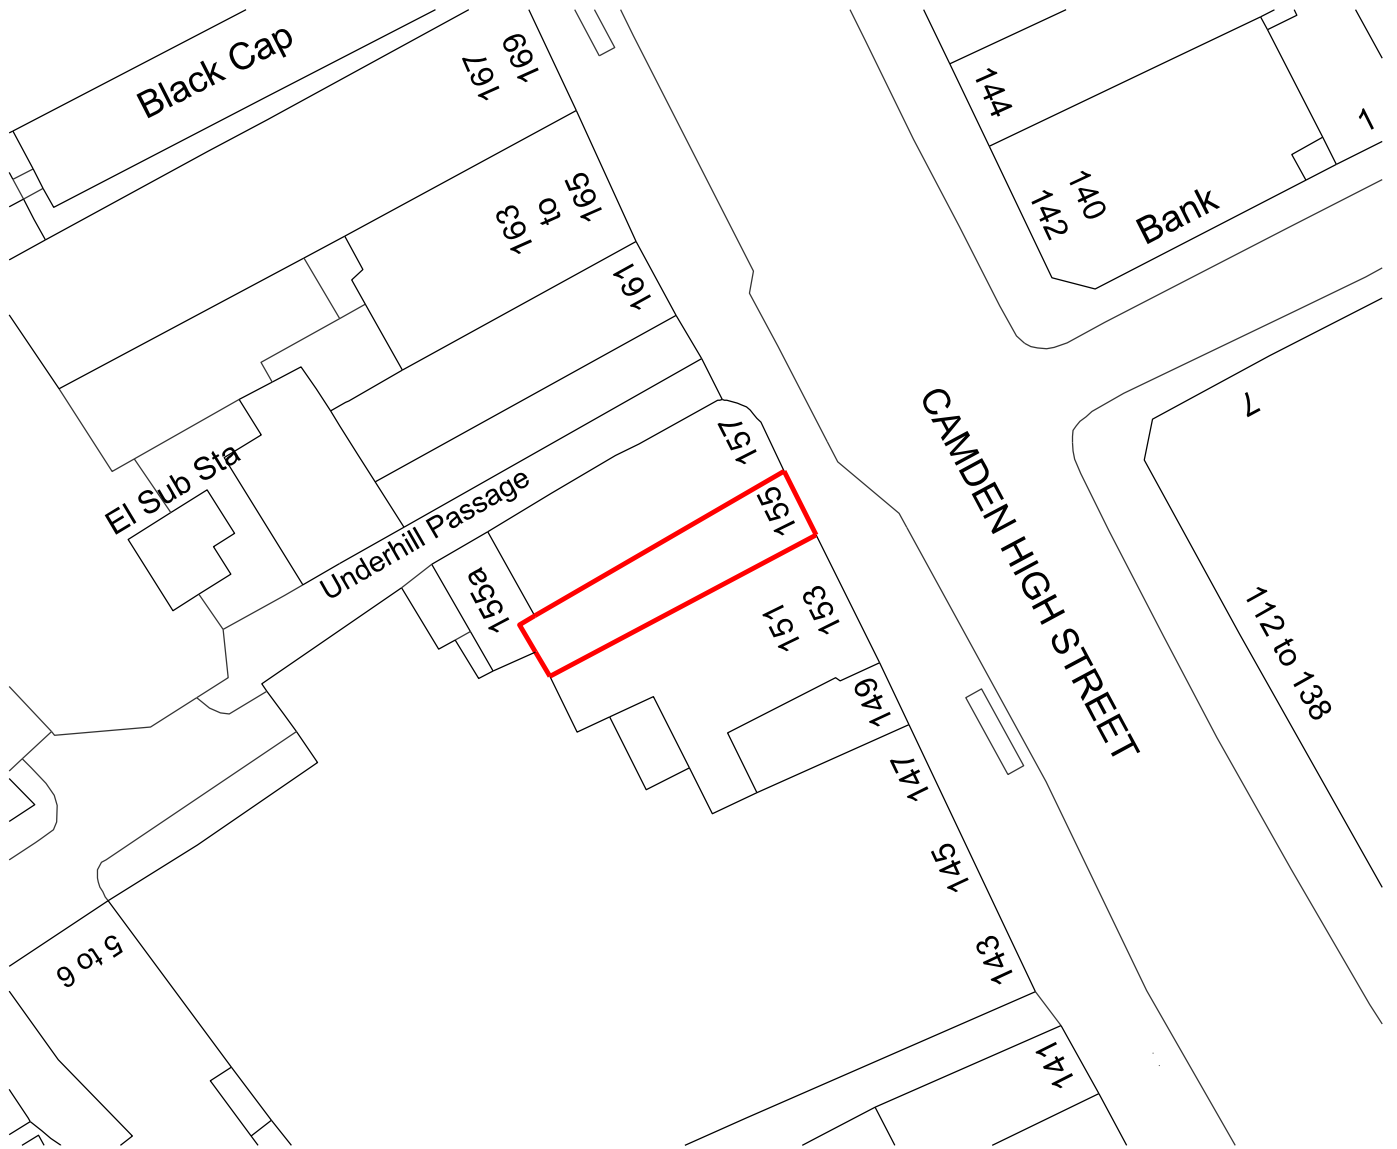 Black Cap
169
167
144
1
165
to
163
140
142
Bank
161
7
157
El Sub Sta
Underhill Passage
155
155a
CAMDEN HIGH STREET
153
151
112 to 138
149
147
145
143
5 to 6
141